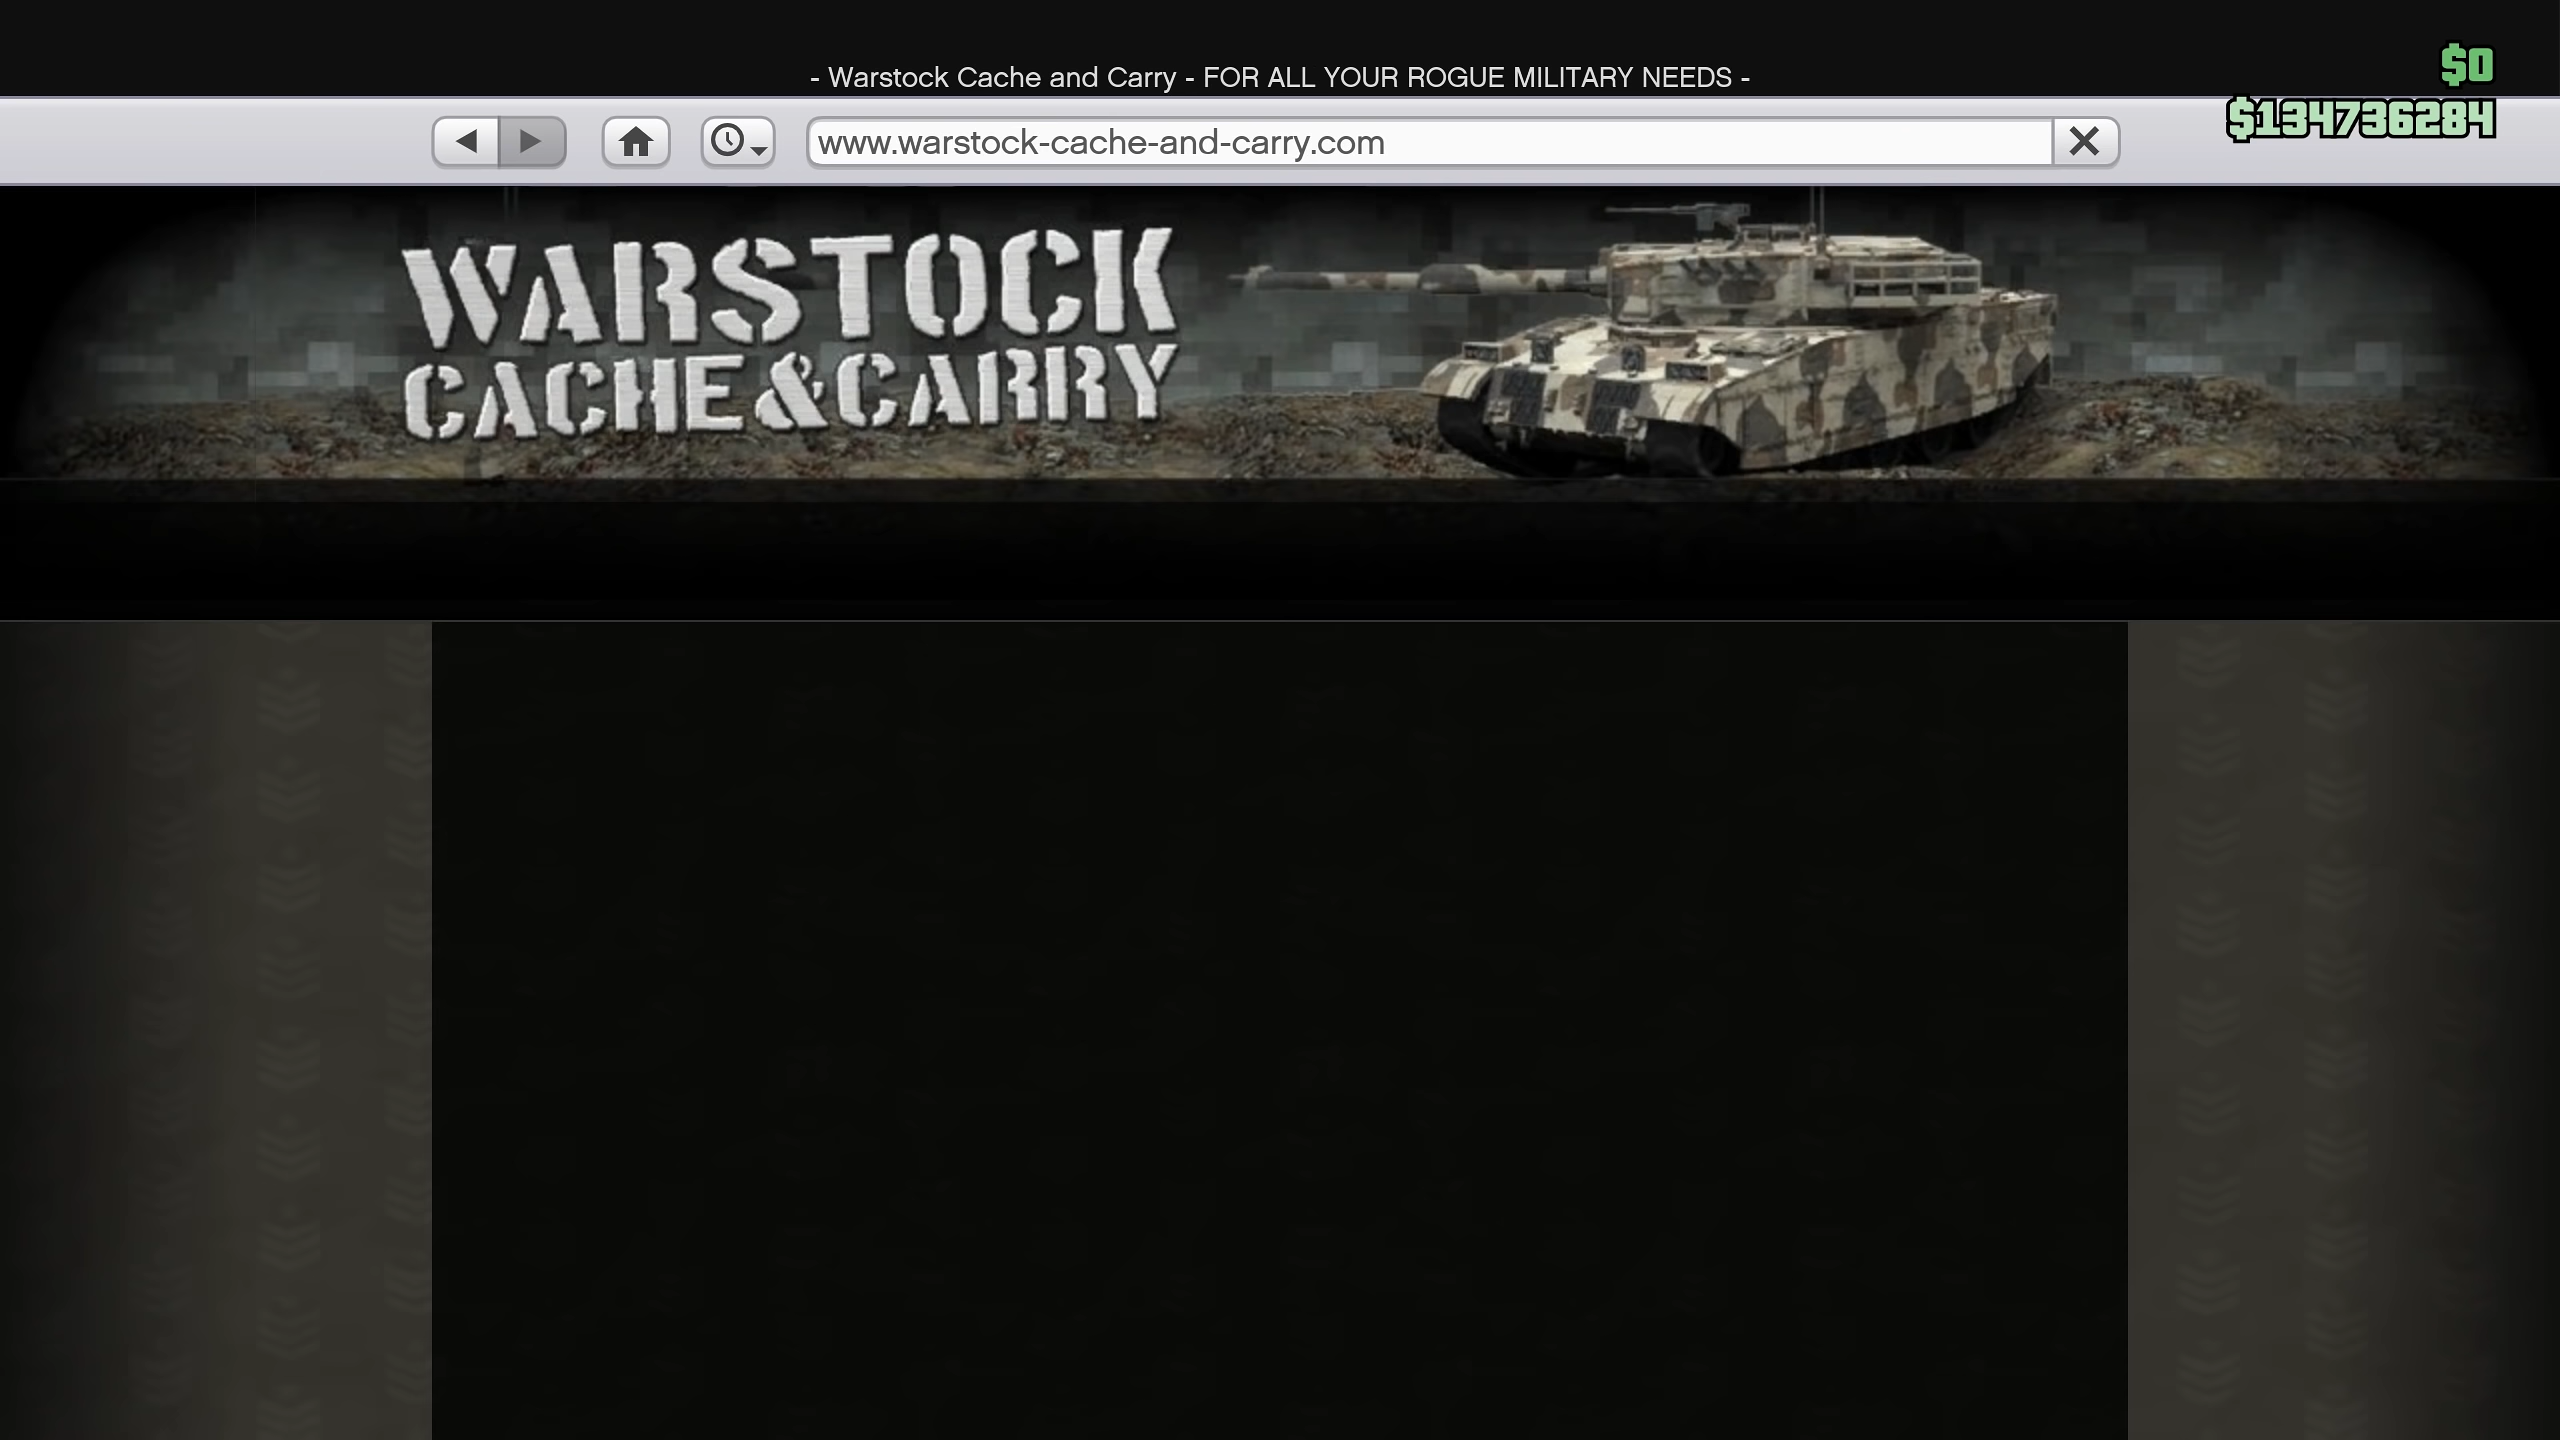 - Warstock Cache and Carry - FOR ALL YOUR ROGUE MILITARY NEEDS -
$0
$134736284
www.warstock-cache-and-carry.com
WARSTOCK
CACHE&CARRY